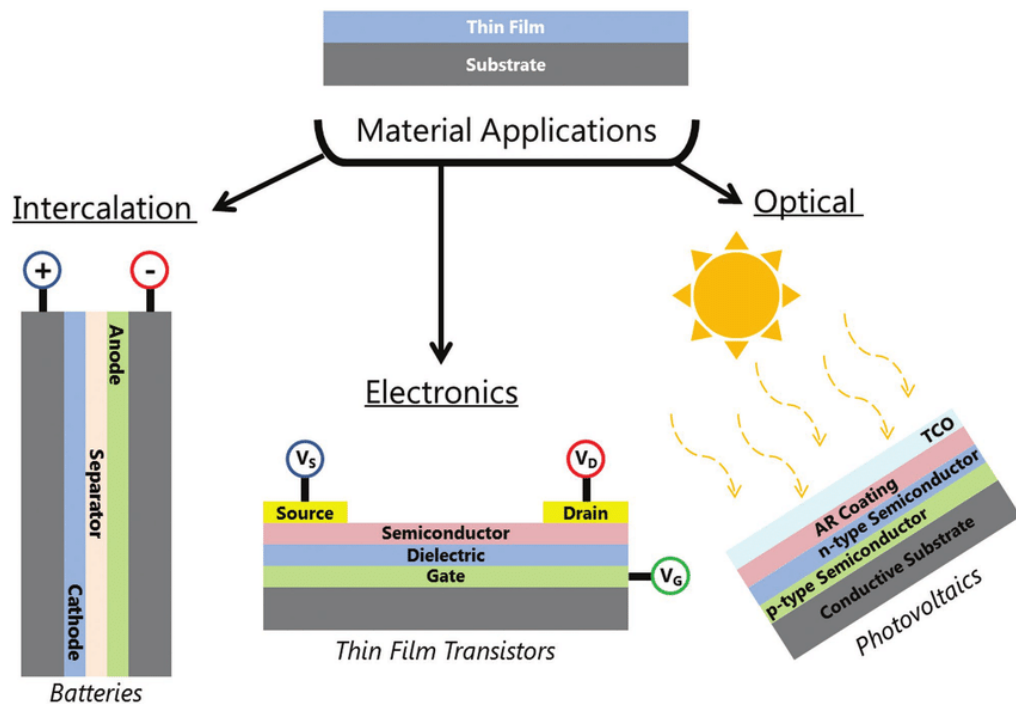 Thin Film
Substrate
Material Applications
Intercalation
Optical
+
-
Anode
Separator
Cathode
Batteries
Electronics
VS
VD
Source
Drain
Semiconductor
Dielectric
Gate
VG
Thin Film Transistors
TCO
AR Coating
n-type Semiconductor
p-type Semiconductor
Conductive Substrate
Photovoltaics